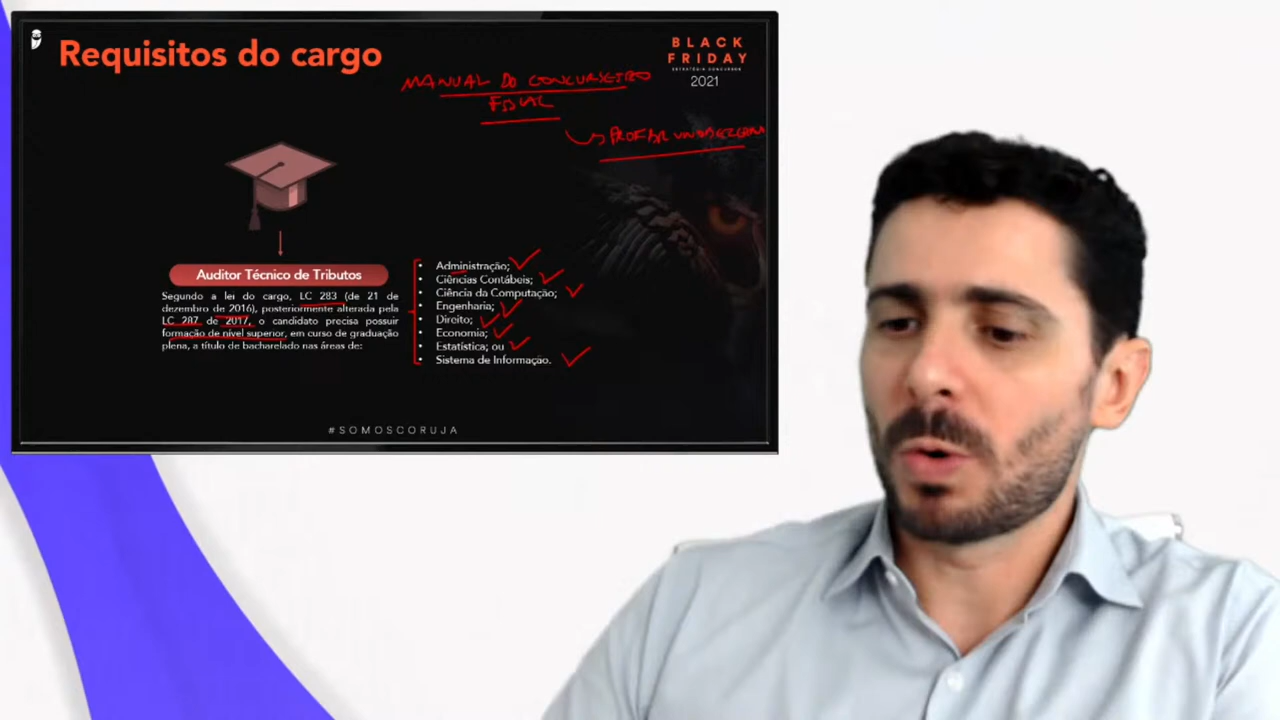 Requisitos do cargo
BLACK
FRIDAY
ESTRATÉGIA CONCURSOS
2021
MANUAL DO CONCURSEIRO
FISCAL
Auditor Técnico de Tributos
Segundo a lei do cargo, LC 283 (de 21 de
dezembro de 2016), posteriormente alterada pela
LC 287 de 2017, o candidato precisa possuir
formação de nível superior, em curso de graduação
plena, a título de bacharelado nas áreas de:
• Administração;
• Ciências Contábeis;
• Ciência da Computação;
• Engenharia;
• Direito;
• Economia;
• Estatística; ou
• Sistema de Informação.
#SOMOSCORUJA